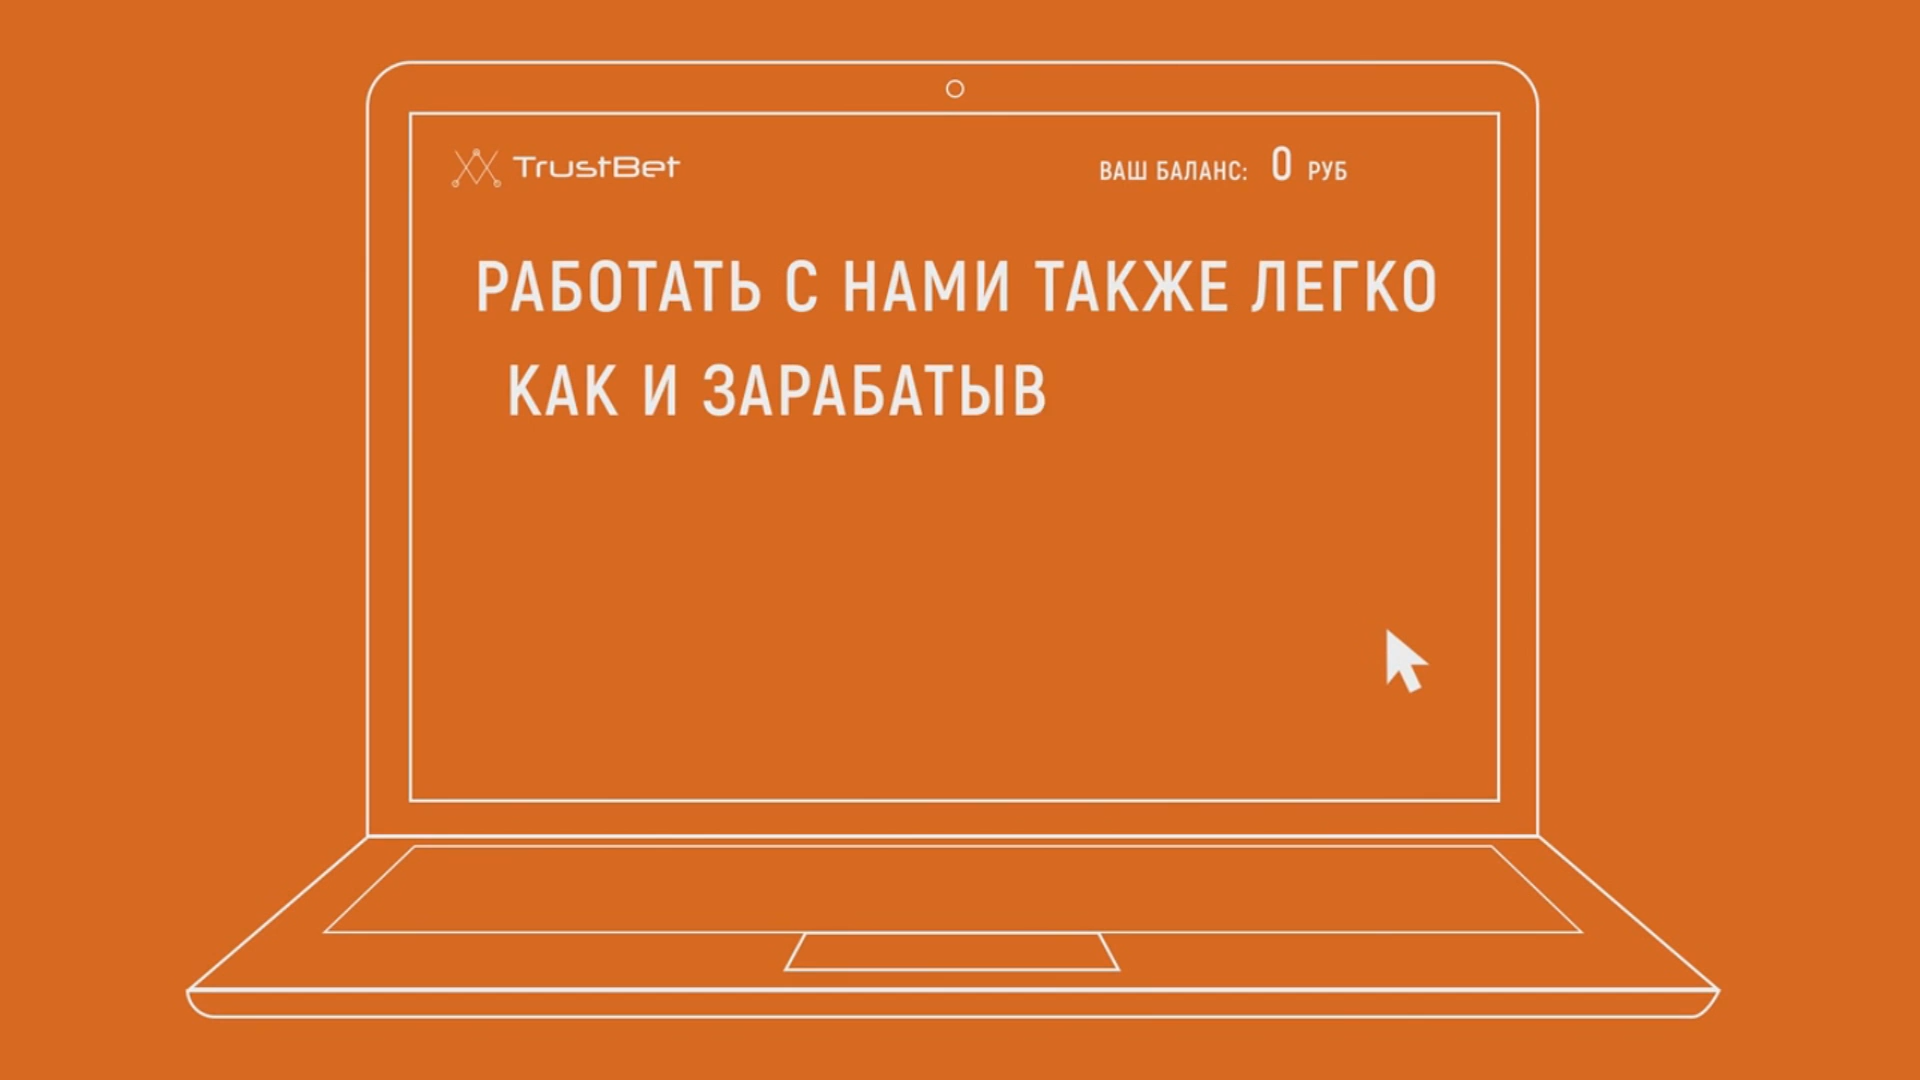 TrustBet
ВАШ БАЛАНС: 0 РУБ
РАБОТАТЬ С НАМИ ТАКЖЕ ЛЕГКО
КАК И ЗАРАБАТЫВ